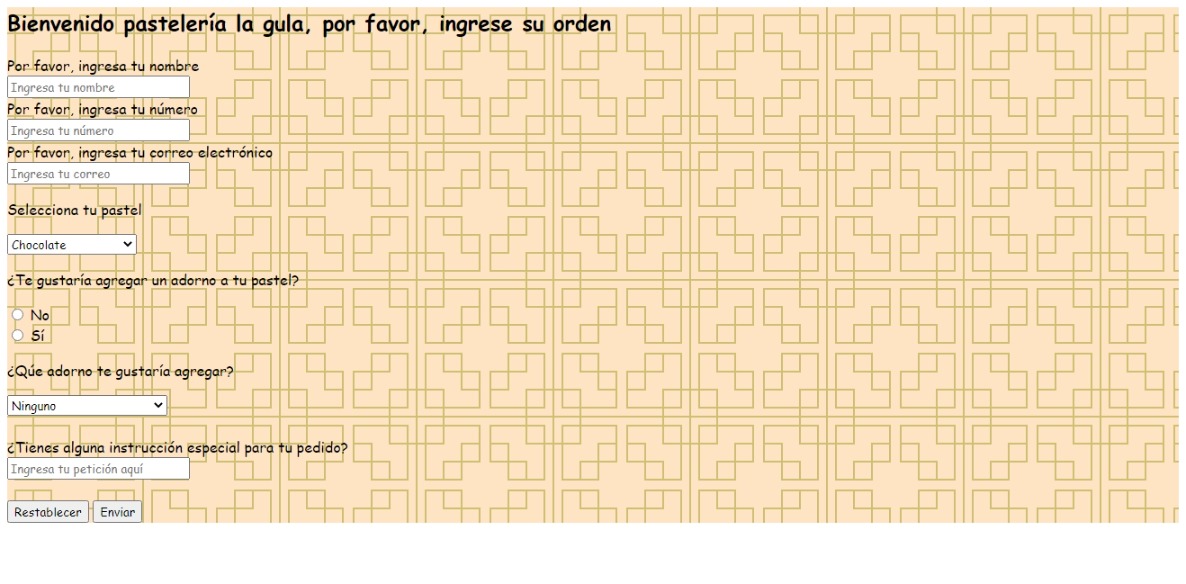 Bienvenido pastelería la gula, por favor, ingrese su orden
Por favor, ingresa tu nombre
Ingresa tu nombre
Por favor, ingresa tu número
Ingresa tu número
Por favor, ingresa tu correo electrónico
Ingresa tu correo
Selecciona tu pastel
Chocolate
¿Te gustaría agregar un adorno a tu pastel?
No
Sí
¿Qúe adorno te gustaría agregar?
Ninguno
¿Tienes alguna instrucción especial para tu pedido?
Ingresa tu petición aquí
Restablecer Enviar